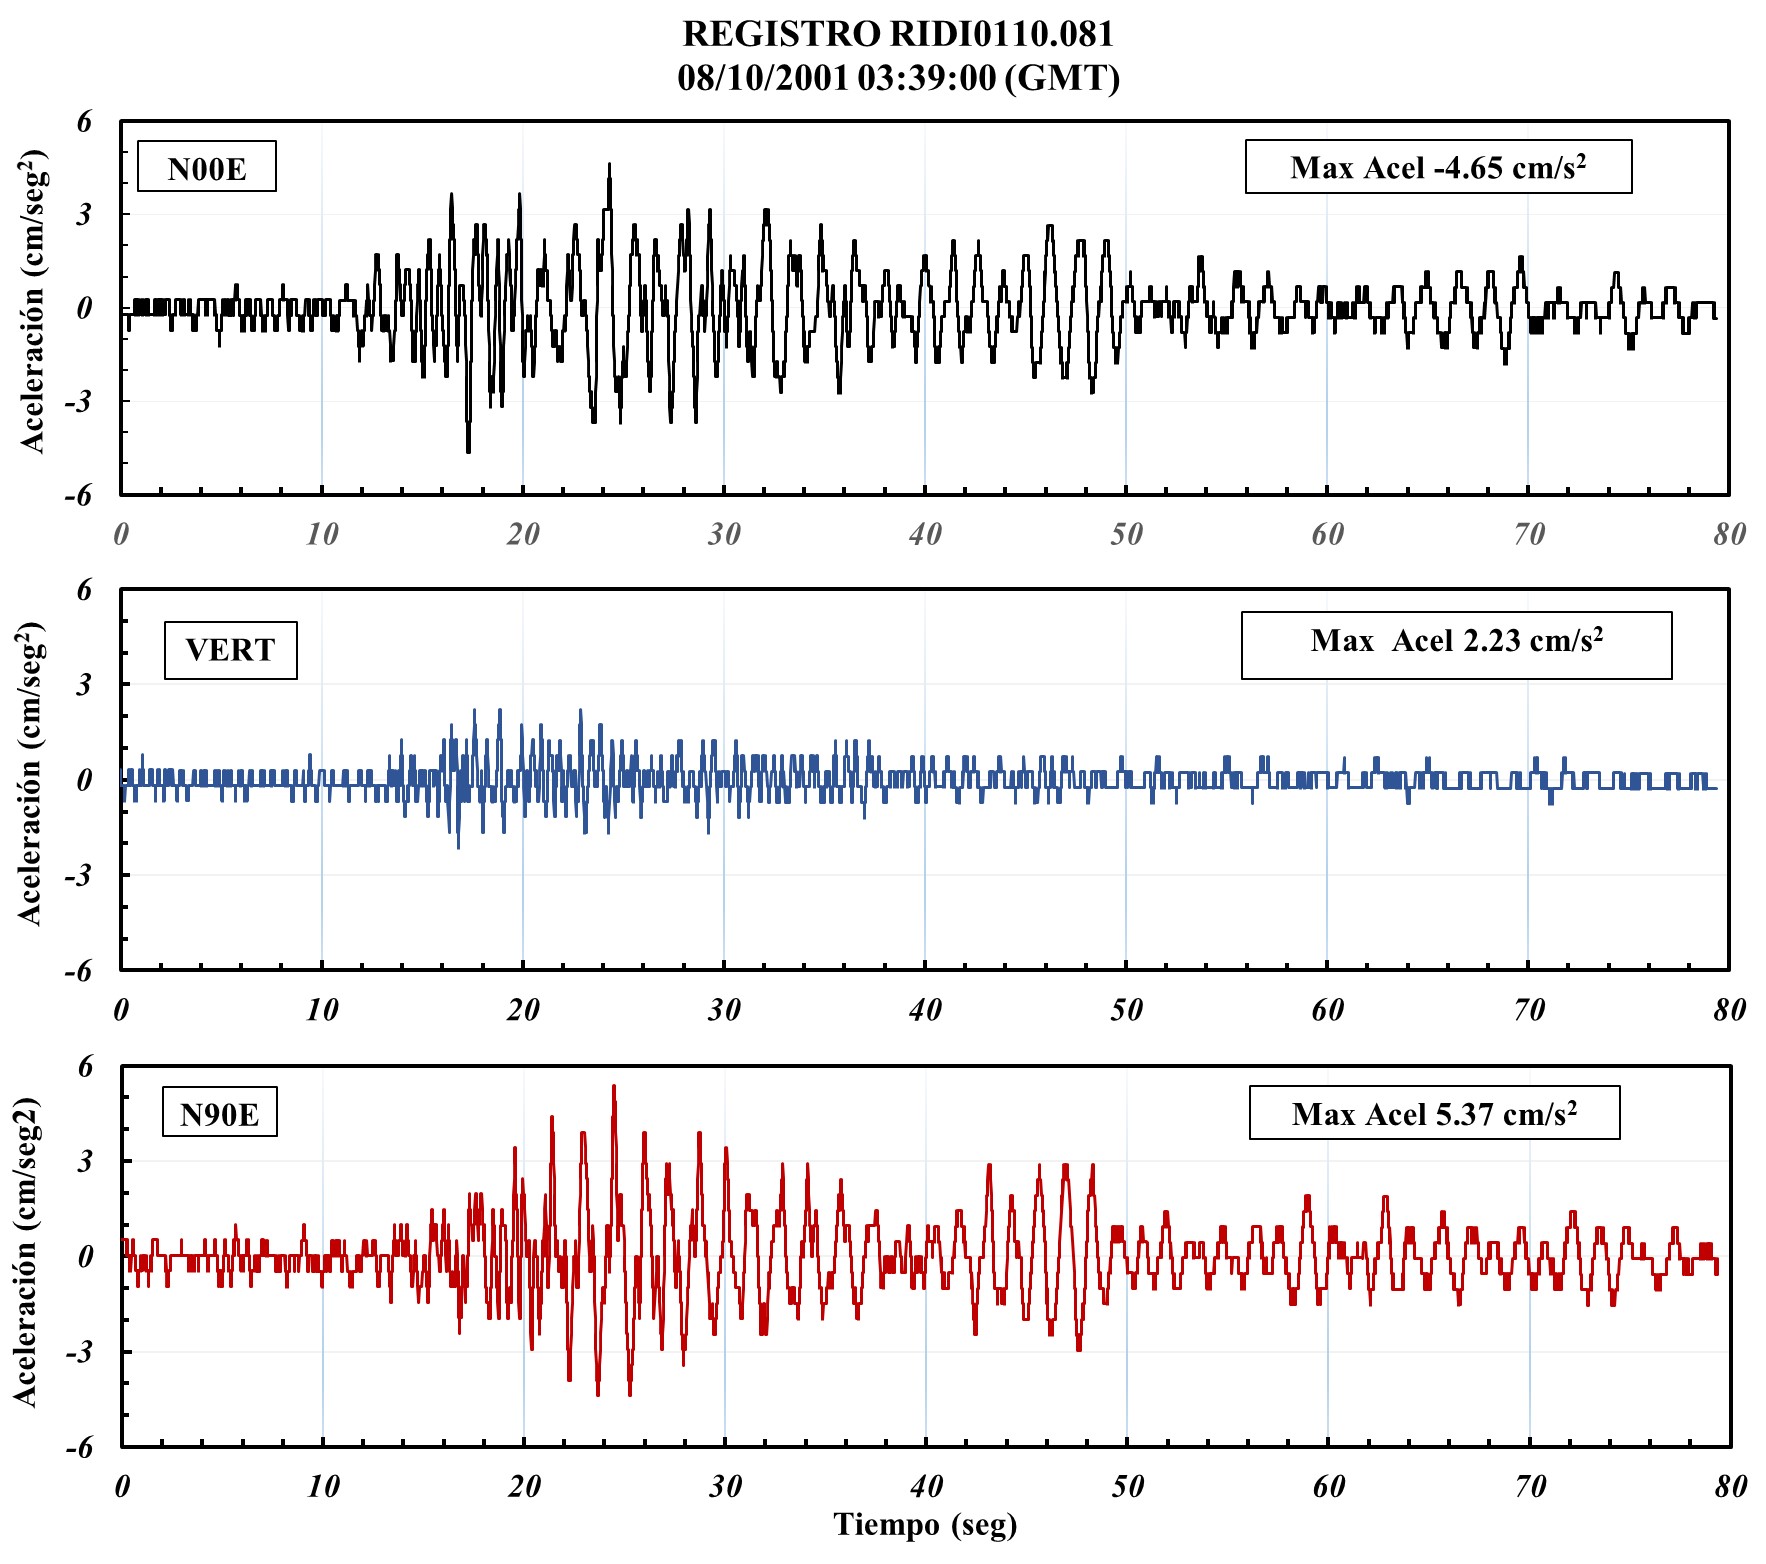 REGISTRO RIDI0110.081
08/10/2001 03:39:00 (GMT)
Aceleración (cm/seg²)
6
3
0
-3
-6
N00E
Max Acel -4.65 cm/s²
0 10 20 30 40 50 60 70 80
Aceleración (cm/seg²)
6
3
0
-3
-6
VERT
Max Acel 2.23 cm/s²
0 10 20 30 40 50 60 70 80
Aceleración (cm/seg2)
6
3
0
-3
-6
N90E
Max Acel 5.37 cm/s²
0 10 20 30 40 50 60 70 80
Tiempo (seg)